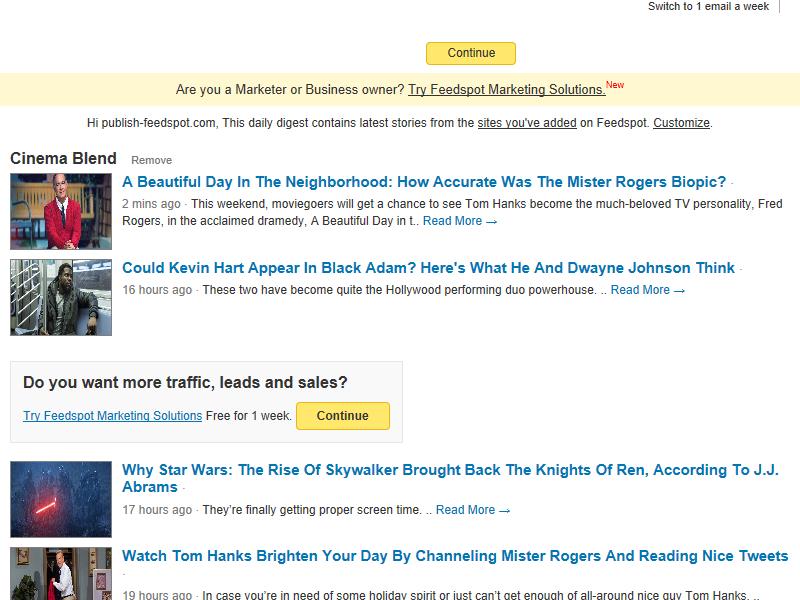 Switch to 1 email a week
Continue
Are you a Marketer or Business owner? Try Feedspot Marketing Solutions.New
Hi publish-feedspot.com, This daily digest contains latest stories from the sites you've added on Feedspot. Customize.
Cinema Blend Remove
A Beautiful Day In The Neighborhood: How Accurate Was The Mister Rogers Biopic? ·
2 mins ago · This weekend, moviegoers will get a chance to see Tom Hanks become the much-beloved TV personality, Fred
Rogers, in the acclaimed dramedy, A Beautiful Day in t.. Read More →
Could Kevin Hart Appear In Black Adam? Here's What He And Dwayne Johnson Think ·
16 hours ago · These two have become quite the Hollywood performing duo powerhouse. .. Read More →
Do you want more traffic, leads and sales?
Try Feedspot Marketing Solutions Free for 1 week. Continue
Why Star Wars: The Rise Of Skywalker Brought Back The Knights Of Ren, According To J.J.
Abrams ·
17 hours ago · They're finally getting proper screen time. .. Read More →
Watch Tom Hanks Brighten Your Day By Channeling Mister Rogers And Reading Nice Tweets
·
19 hours ago · In case you're in need of some holiday spirit or just can't get enough of all-around nice guy Tom Hanks, ..